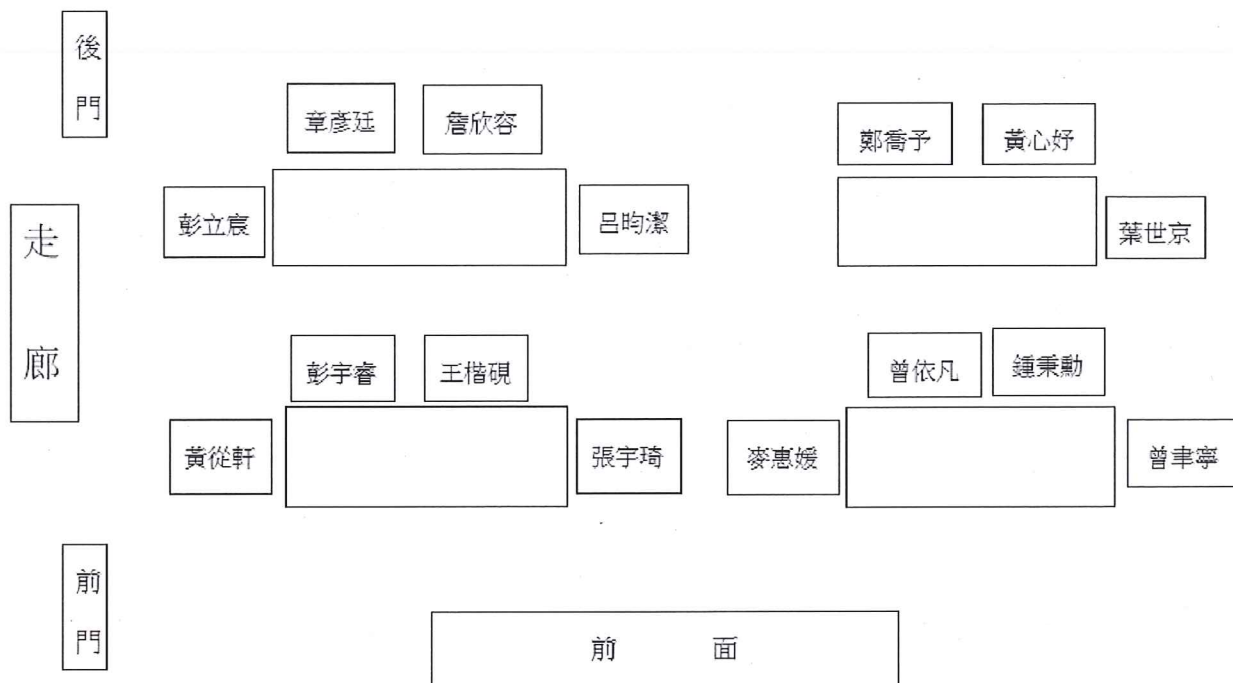 後門
章彥廷 詹欣容
鄭喬予 黃心妤
彭立宸 呂昀潔 葉世京
走廊
彭宇睿 王楷硯 曾依凡 鍾秉勳
黃從軒 張宇琦 麥惠媛 曾聿寧
前門
前 面